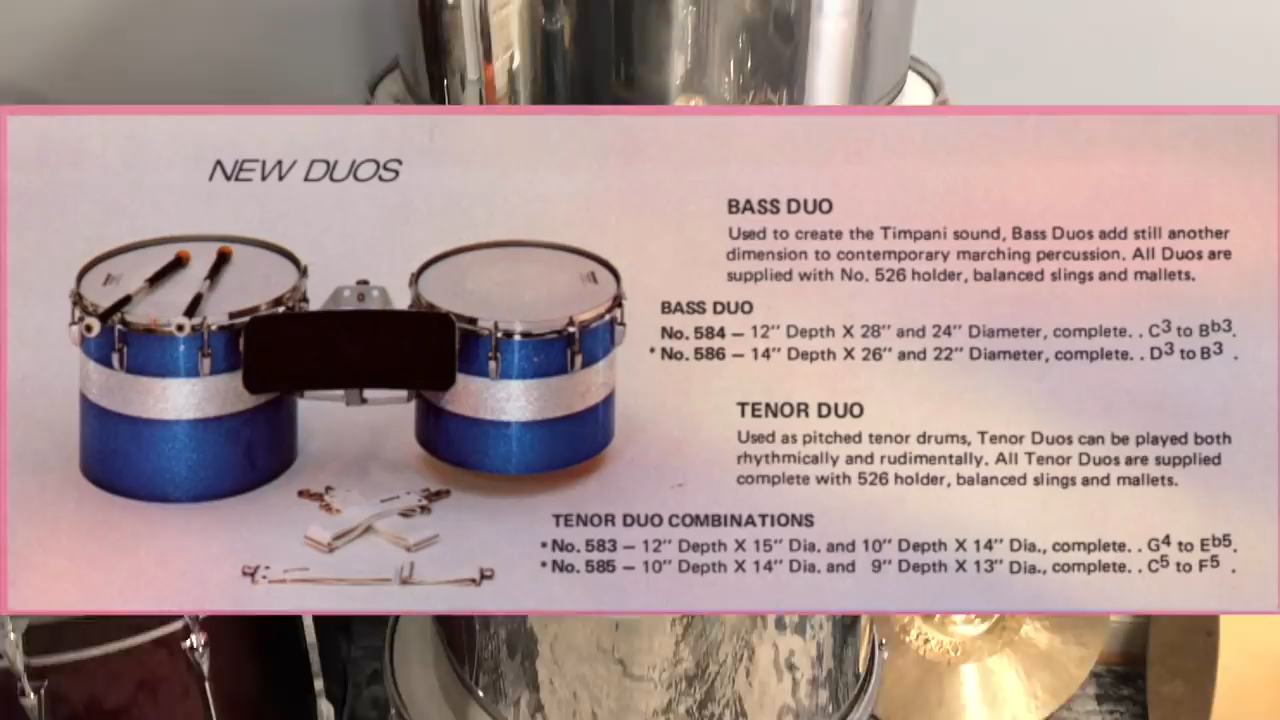 NEW DUOS
BASS DUO
Used to create the Timpani sound, Bass Duos add still another
dimension to contemporary marching percussion. All Duos are
supplied with No. 526 holder, balanced slings and mallets.
BASS DUO
No. 584 — 12" Depth X 28" and 24" Diameter, complete. . C3 to Bb3.
* No. 586 — 14" Depth X 26" and 22" Diameter, complete. . D3 to B3 .
TENOR DUO
Used as pitched tenor drums, Tenor Duos can be played both
rhythmically and rudimentally. All Tenor Duos are supplied
complete with 526 holder, balanced slings and mallets.
TENOR DUO COMBINATIONS
* No. 583 — 12" Depth X 15" Dia. and 10" Depth X 14" Dia., complete. . G4 to Eb5.
* No. 585 — 10" Depth X 14" Dia. and 9" Depth X 13" Dia., complete. . C5 to F5 .